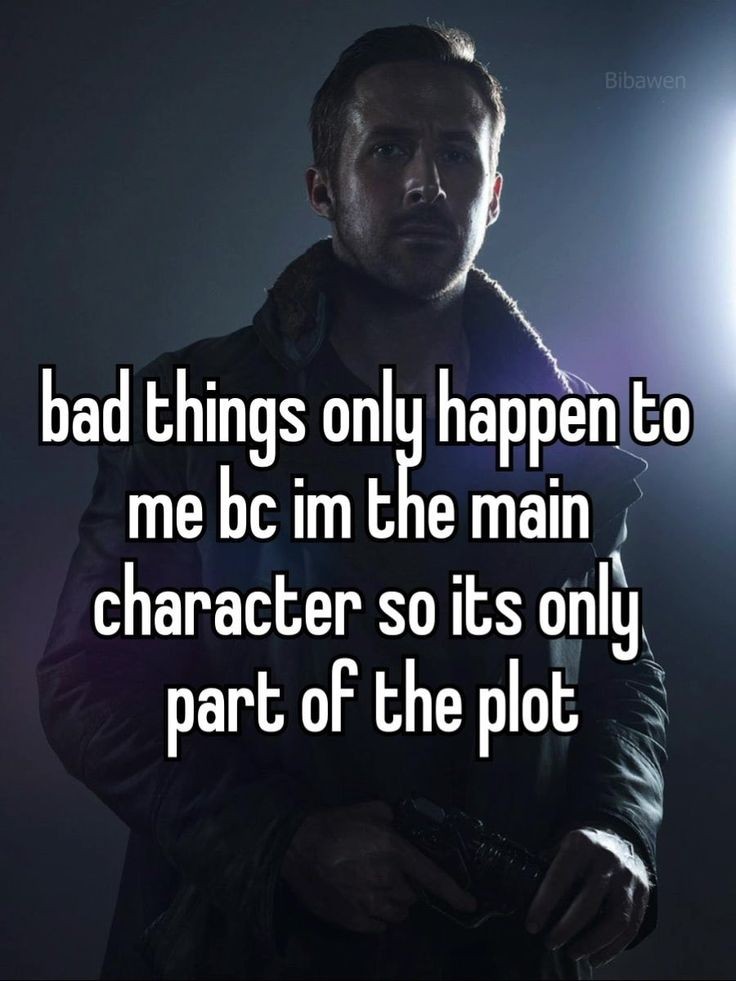 Bibawen
bad things only happen to
me bc im the main
character so its only
part of the plot